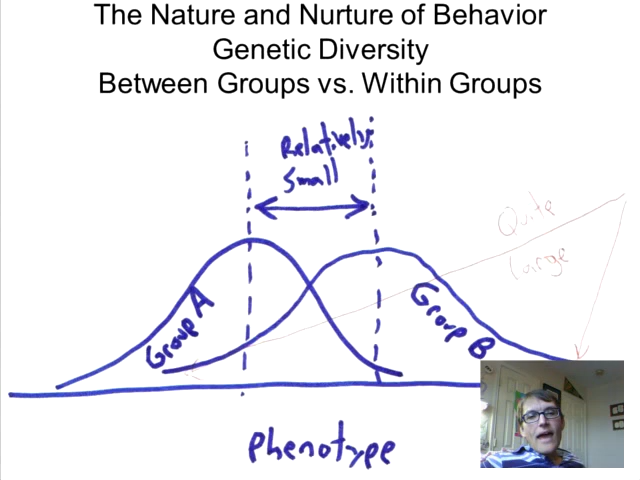 The Nature and Nurture of Behavior
Genetic Diversity
Between Groups vs. Within Groups
Relatively
Small
Quite
large
Group A
Group B
phenotype